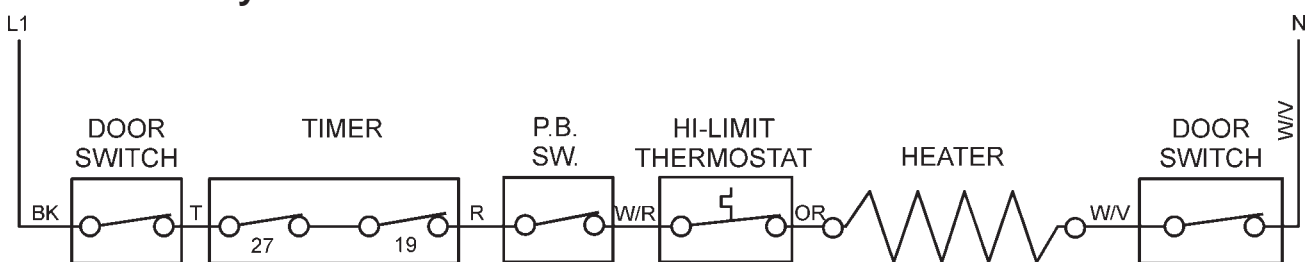 L1
N
DOOR
SWITCH
TIMER
P.B.
SW.
HI-LIMIT
THERMOSTAT
HEATER
DOOR
SWITCH
W/V
BK
T
27
19
R
W/R
OR
W/V